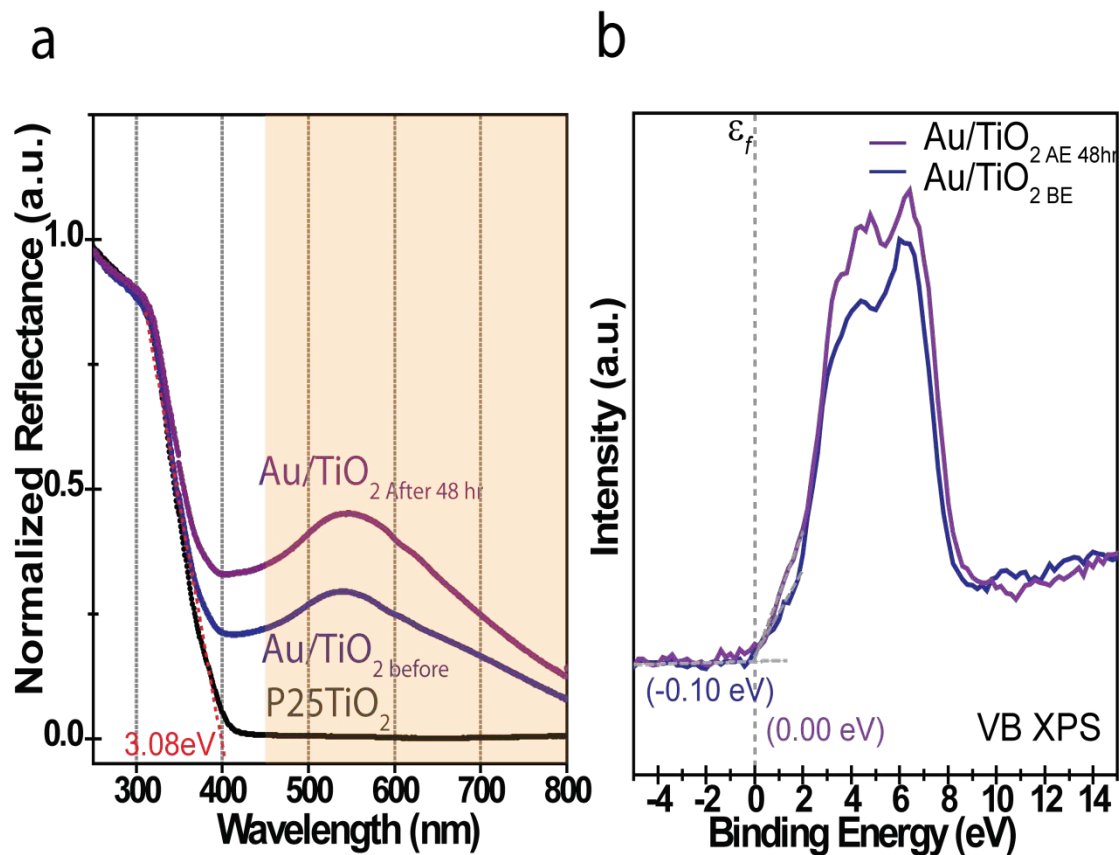 a
Normalized Reflectance (a.u.)
1.0
0.5
0.0
Au/TiO2 After 48 hr
Au/TiO2 before
P25TiO2
3.08eV
300 400 500 600 700 800
Wavelength (nm)
b
Intensity (a.u.)
εf
Au/TiO2 AE 48hr
Au/TiO2 BE
(-0.10 eV)
(0.00 eV)
VB XPS
-4 -2 0 2 4 6 8 10 12 14
Binding Energy (eV)